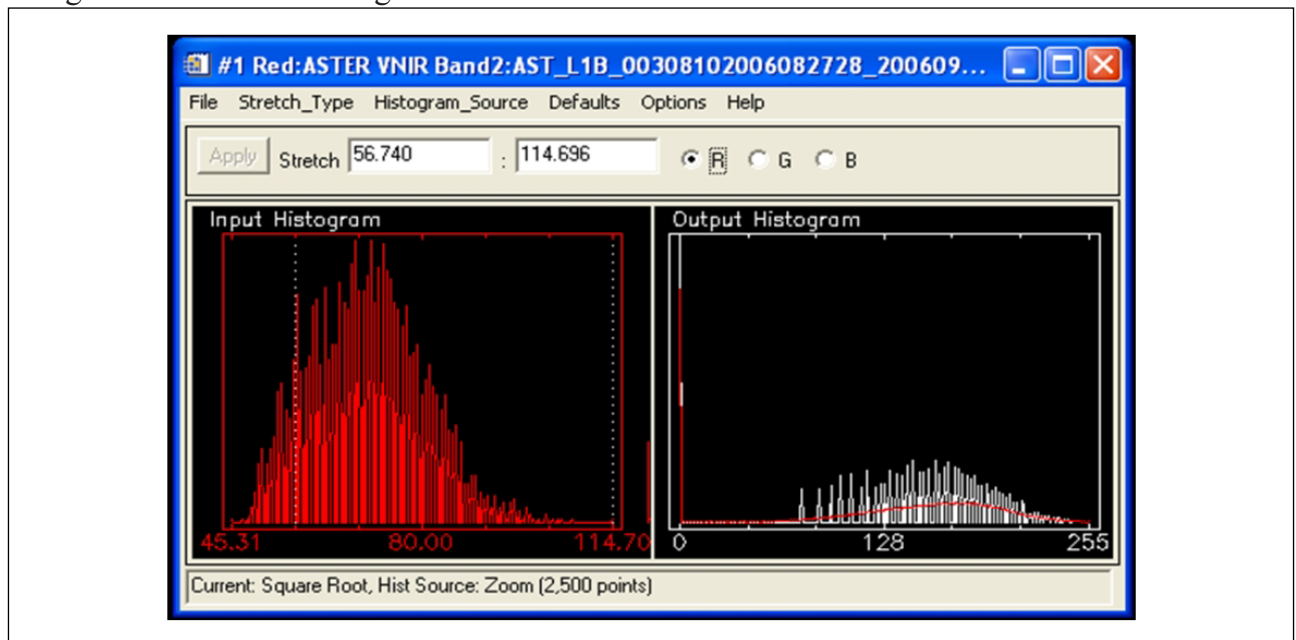 #1 Red:ASTER VNIR Band2:AST_L1B_00308102006082728_200609...
File Stretch_Type Histogram_Source Defaults Options Help
Apply Stretch 56.740 : 114.696 R G B
Input Histogram Output Histogram
45.31 80.00 114.70 0 128 255
Current: Square Root, Hist Source: Zoom (2,500 points)